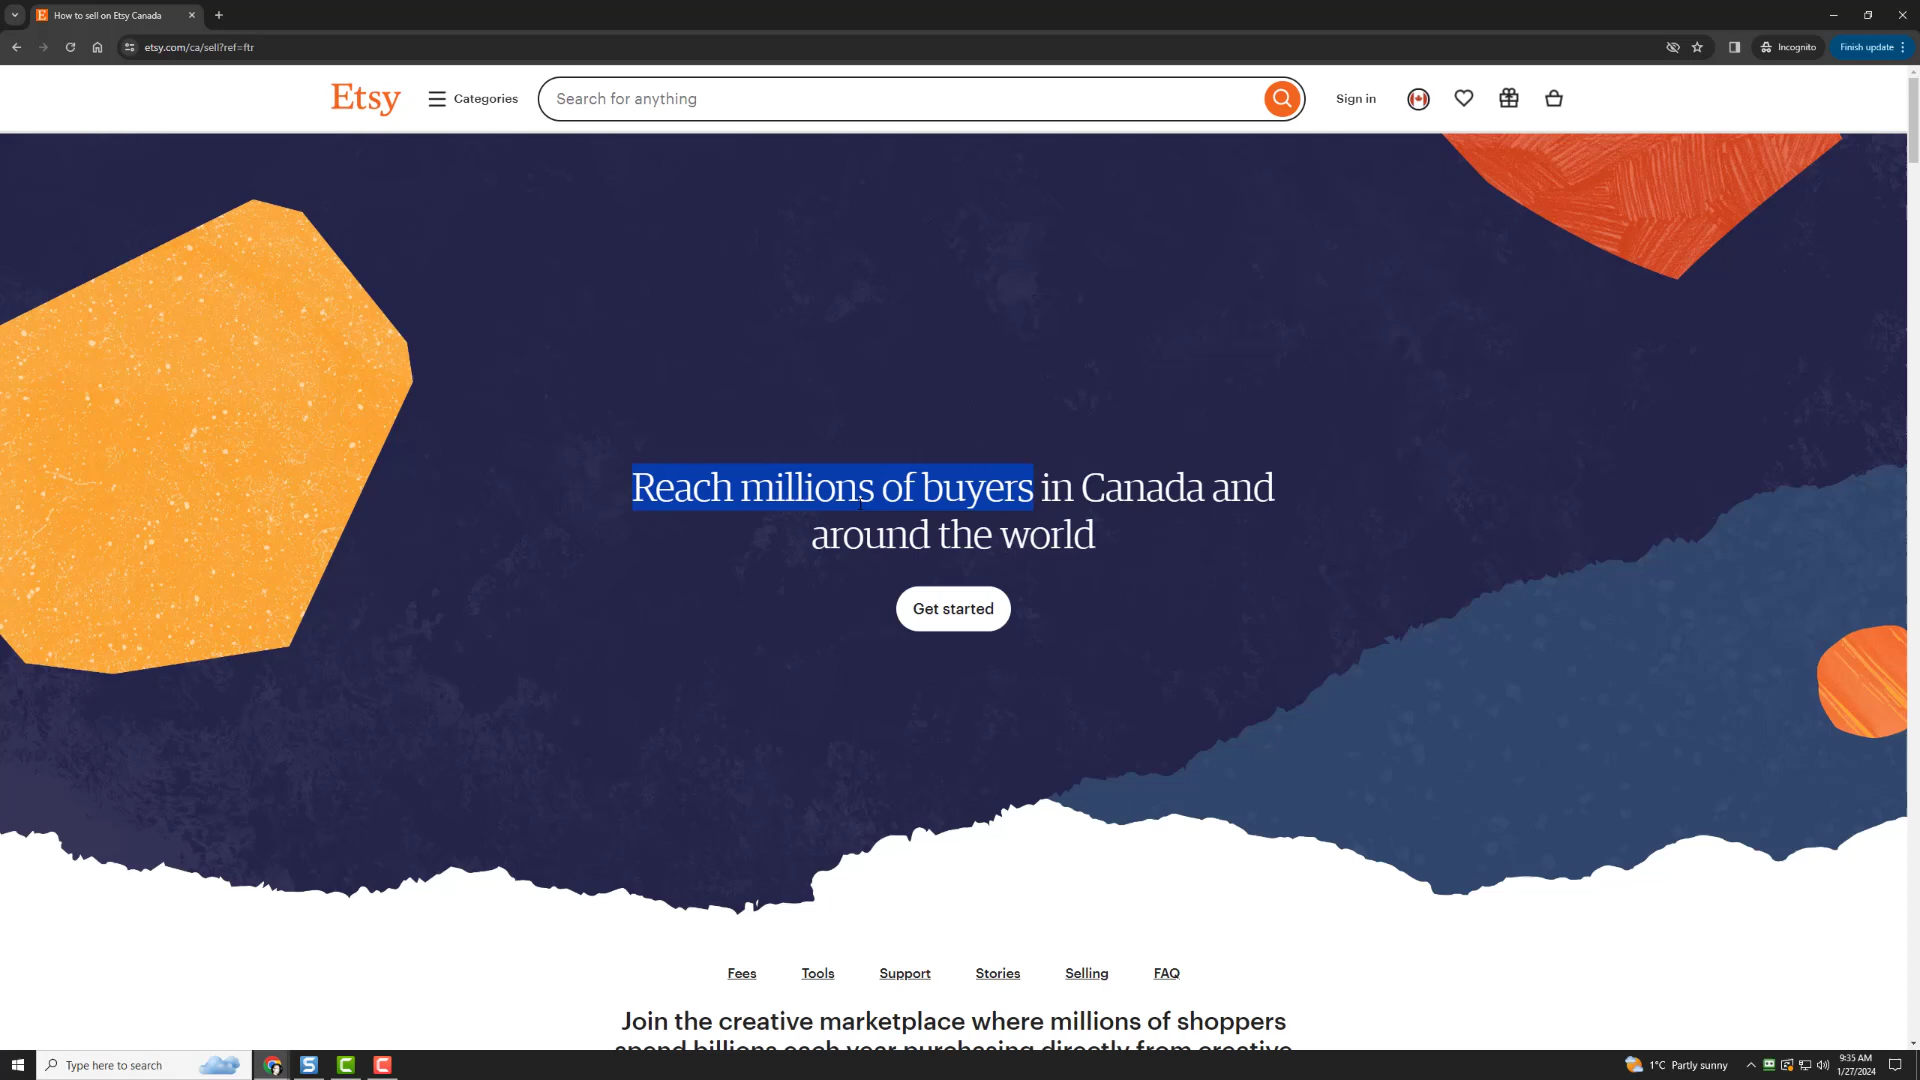 How to sell on Etsy Canada
etsy.com/ca/sell?ref=ftr
Incognito
Finish update
Etsy
Categories
Search for anything
Sign in
Reach millions of buyers in Canada and
around the world
Get started
Fees
Tools
Support
Stories
Selling
FAQ
Join the creative marketplace where millions of shoppers
spend billions each year purchasing directly from creative
Type here to search
1°C Partly sunny
9:35 AM
1/27/2024